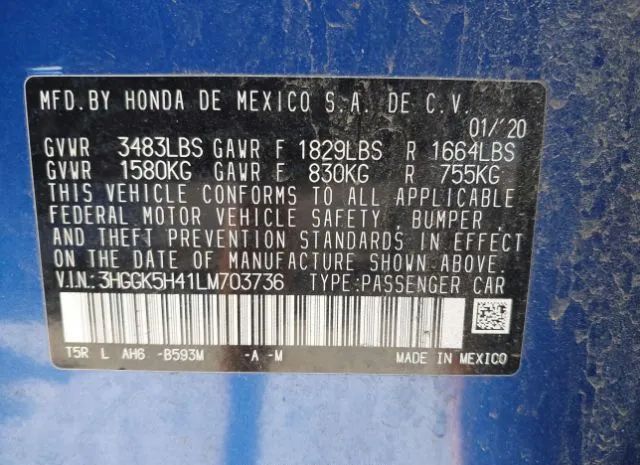 MFD.BY HONDA DE MEXICO S.A. DE C.V.
01/'20
GVWR 3483LBS GAWR F 1829LBS R 1664LBS
GVWR 1580KG GAWR F 830KG R 755KG
THIS VEHICLE CONFORMS TO ALL APPLICABLE
FEDERAL MOTOR VEHICLE SAFETY , BUMPER ,
AND THEFT PREVENTION STANDARDS IN EFFECT
ON THE DATE OF MANUFACTURE SHOWN ABOVE.
V.I.N.:3HGGK5H41LM703736 TYPE:PASSENGER CAR
T5R L AH6 -B593M -A -M MADE IN MEXICO